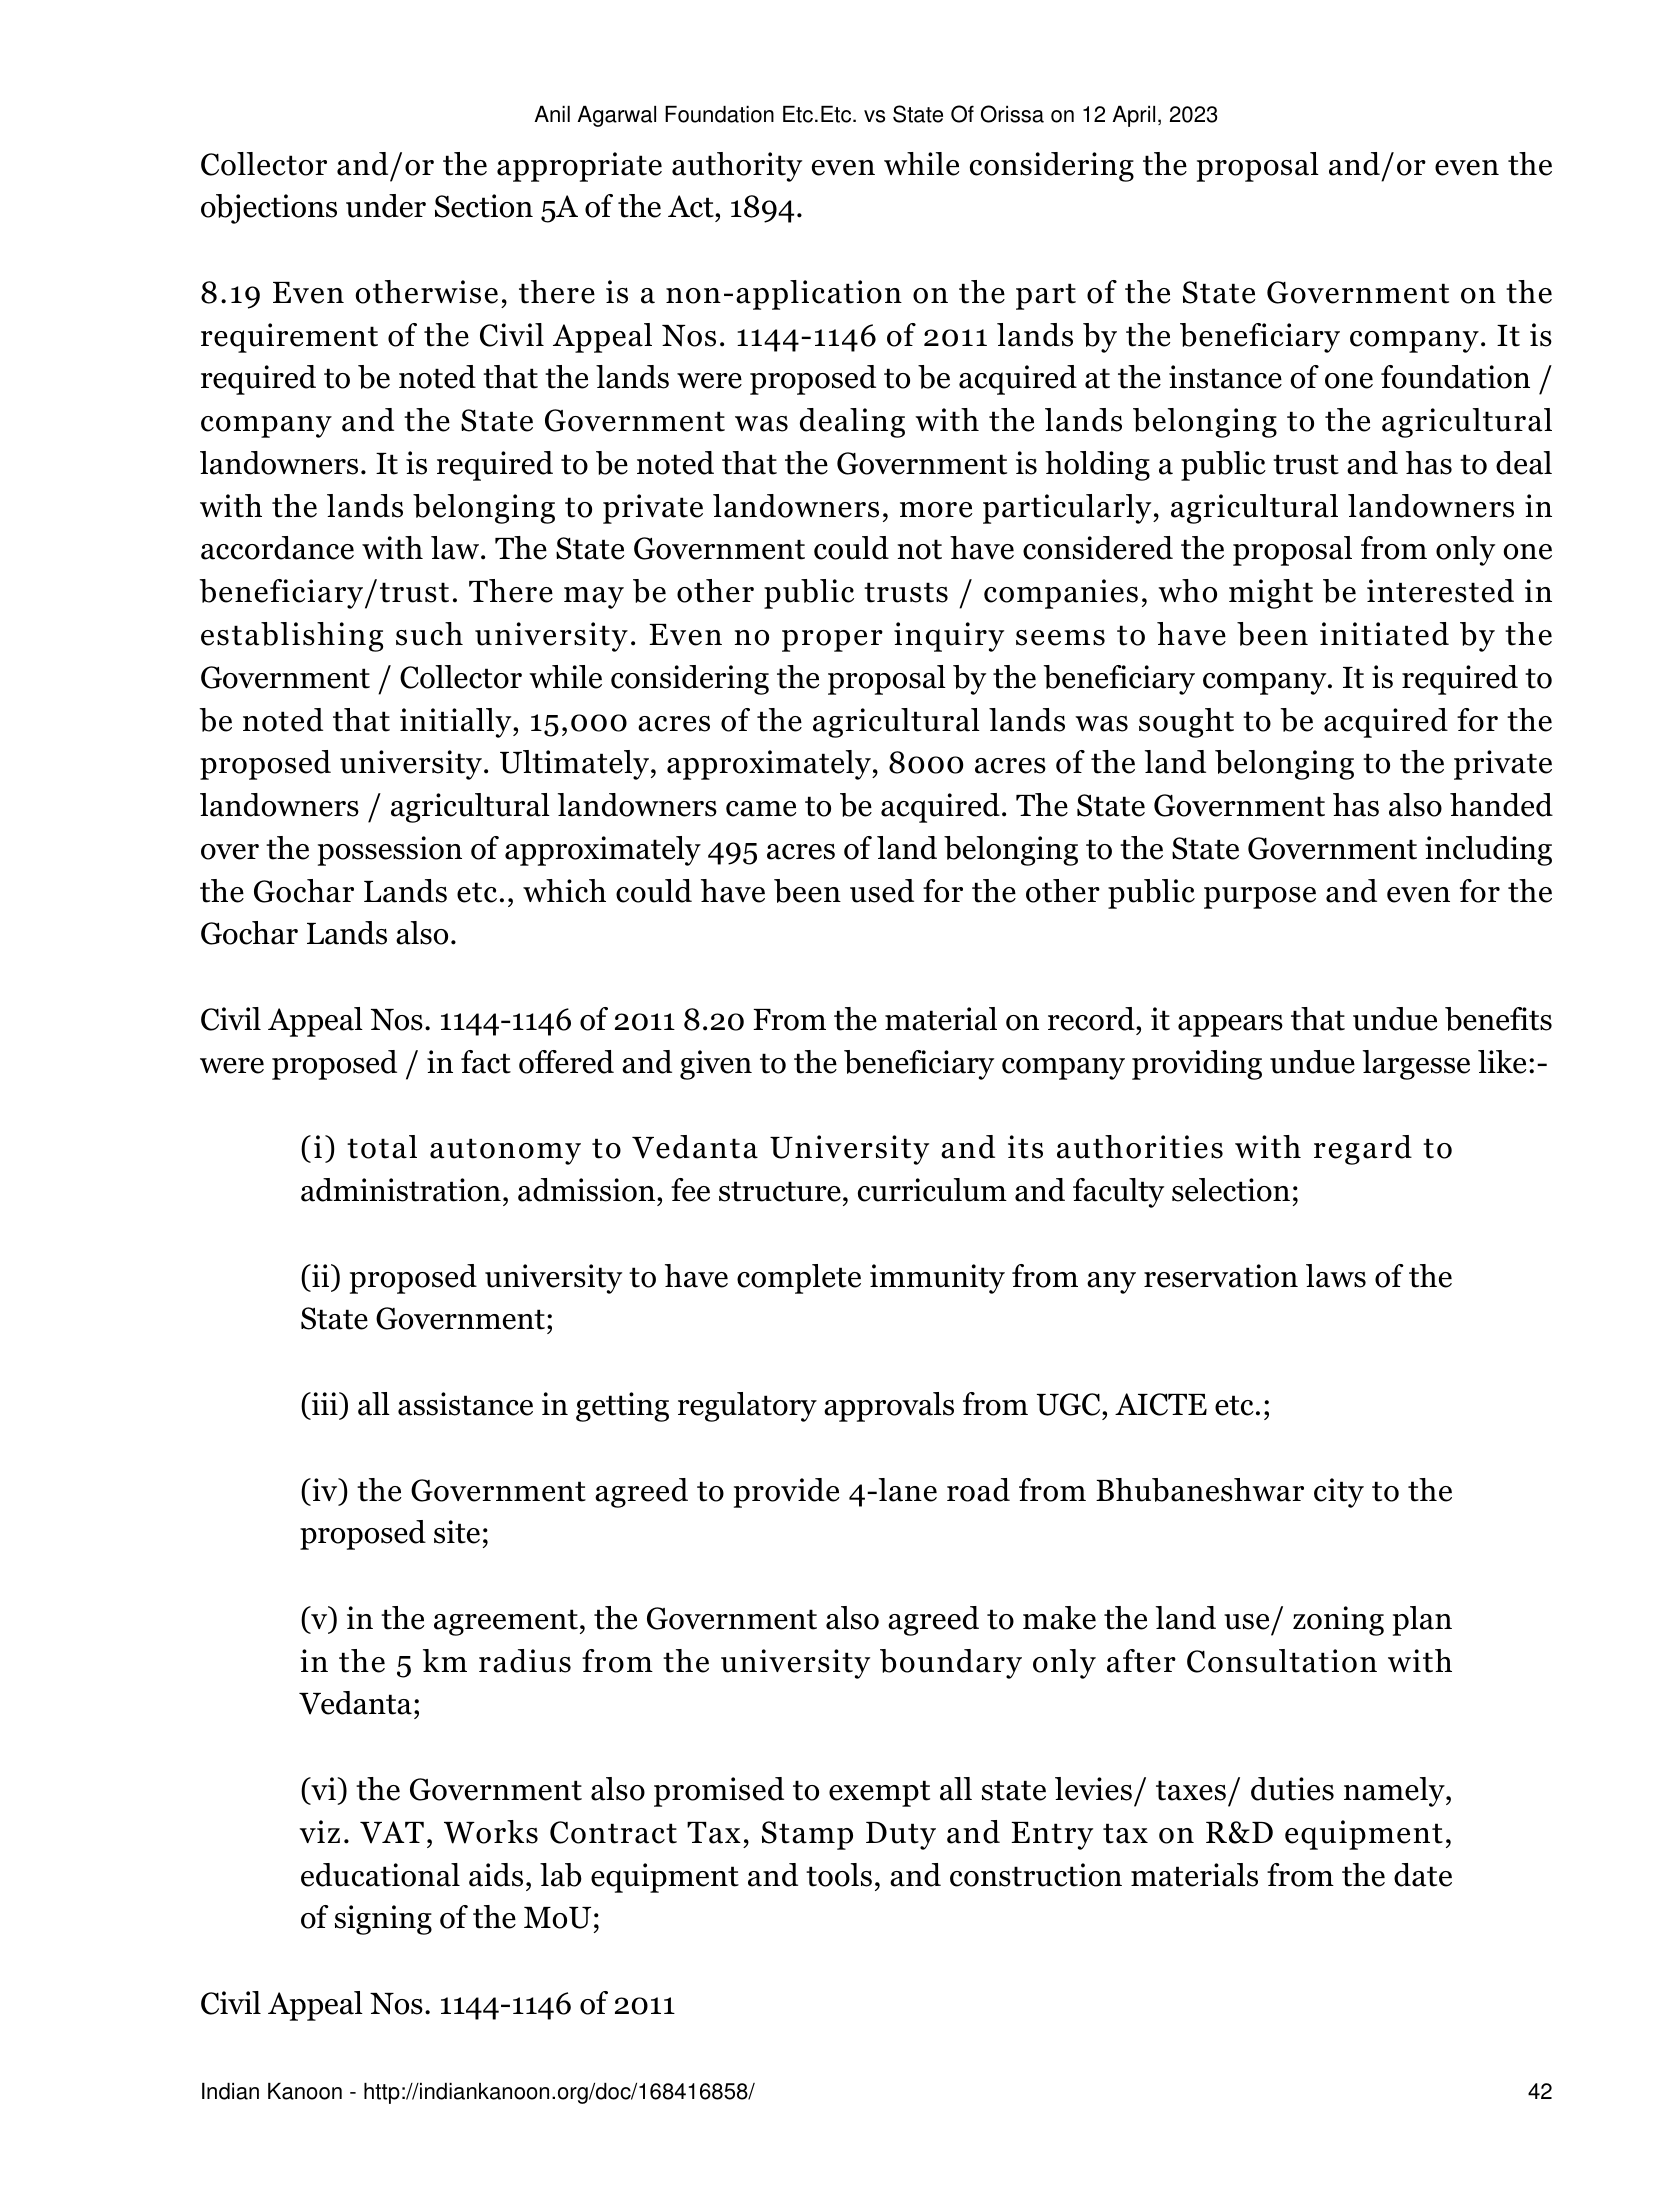 Anil Agarwal Foundation Etc.Etc. vs State Of Orissa on 12 April, 2023
Collector and/or the appropriate authority even while considering the proposal and/or even the
objections under Section 5A of the Act, 1894.
8.19 Even otherwise, there is a non-application on the part of the State Government on the
requirement of the Civil Appeal Nos. 1144-1146 of 2011 lands by the beneficiary company. It is
required to be noted that the lands were proposed to be acquired at the instance of one foundation /
company and the State Government was dealing with the lands belonging to the agricultural
landowners. It is required to be noted that the Government is holding a public trust and has to deal
with the lands belonging to private landowners, more particularly, agricultural landowners in
accordance with law. The State Government could not have considered the proposal from only one
beneficiary/trust. There may be other public trusts / companies, who might be interested in
establishing such university. Even no proper inquiry seems to have been initiated by the
Government / Collector while considering the proposal by the beneficiary company. It is required to
be noted that initially, 15,000 acres of the agricultural lands was sought to be acquired for the
proposed university. Ultimately, approximately, 8000 acres of the land belonging to the private
landowners / agricultural landowners came to be acquired. The State Government has also handed
over the possession of approximately 495 acres of land belonging to the State Government including
the Gochar Lands etc., which could have been used for the other public purpose and even for the
Gochar Lands also.
Civil Appeal Nos. 1144-1146 of 2011 8.20 From the material on record, it appears that undue benefits
were proposed / in fact offered and given to the beneficiary company providing undue largesse like:-
(i) total autonomy to Vedanta University and its authorities with regard to
administration, admission, fee structure, curriculum and faculty selection;
(ii) proposed university to have complete immunity from any reservation laws of the
State Government;
(iii) all assistance in getting regulatory approvals from UGC, AICTE etc.;
(iv) the Government agreed to provide 4-lane road from Bhubaneshwar city to the
proposed site;
(v) in the agreement, the Government also agreed to make the land use/ zoning plan
in the 5 km radius from the university boundary only after Consultation with
Vedanta;
(vi) the Government also promised to exempt all state levies/ taxes/ duties namely,
viz. VAT, Works Contract Tax, Stamp Duty and Entry tax on R&D equipment,
educational aids, lab equipment and tools, and construction materials from the date
of signing of the MoU;
Civil Appeal Nos. 1144-1146 of 2011
Indian Kanoon - http://indiankanoon.org/doc/168416858/ 42